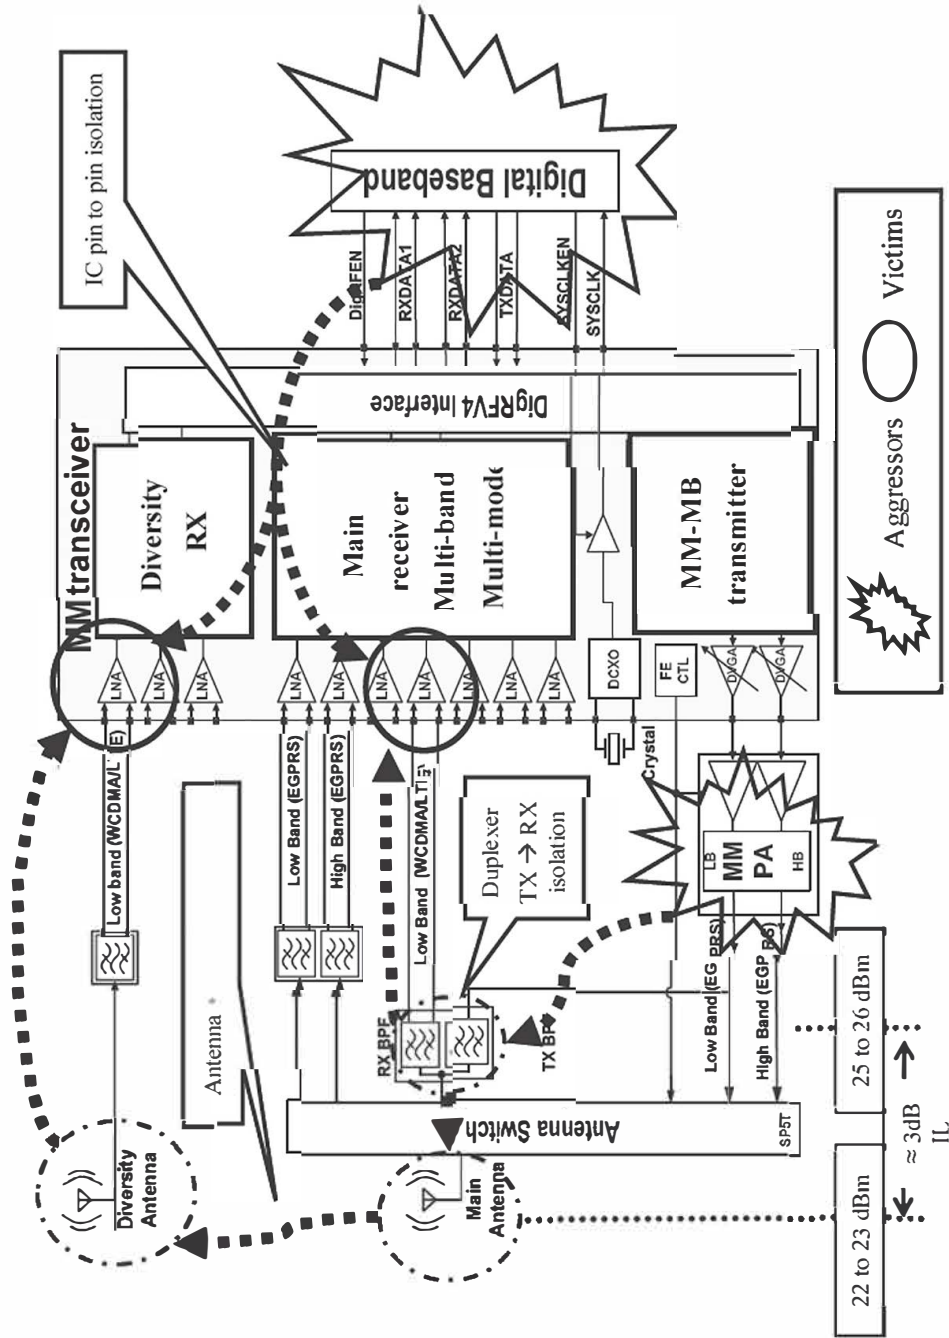 MM transceiver
IC pin to pin isolation
Diversity
RX
Main
receiver
Multi-band
Multi-mode
MM-MB
transmitter
DigRFV4 Interface
Digital Baseband
DigRFEN
RXDATA1
RXDATA2
TXDATA
SYSCLKEN
SYSCLK
LNA
LNA
LNA
LNA
LNA
LNA
LNA
LNA
LNA
LNA
DCXO
FE
CTL
DVGA
DVGA
Crystal
Low band (WCDMA/LTE)
Low Band (EGPRS)
High Band (EGPRS)
Low Band (WCDMA/LTE)
Duplexer
TX → RX
isolation
LB
MM
PA
HB
RX BPF
TX BPF
Low Band (EGPRS)
High Band (EGPRS)
Antenna Switch
SP5T
Antenna
Diversity
Antenna
Main
Antenna
22 to 23 dBm
25 to 26 dBm
≈ 3dB
IL
Aggressors
Victims